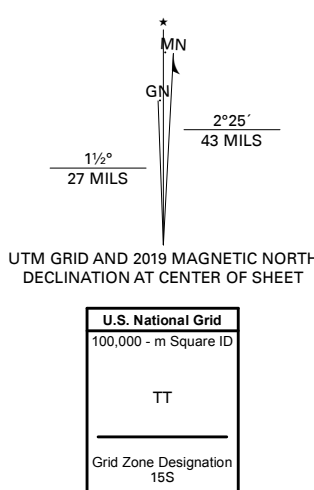 ★
MN
GN
2°25´
43 MILS
1½°
27 MILS
UTM GRID AND 2019 MAGNETIC NORTH
DECLINATION AT CENTER OF SHEET
U.S. National Grid
100,000 - m Square ID
TT
Grid Zone Designation
15S